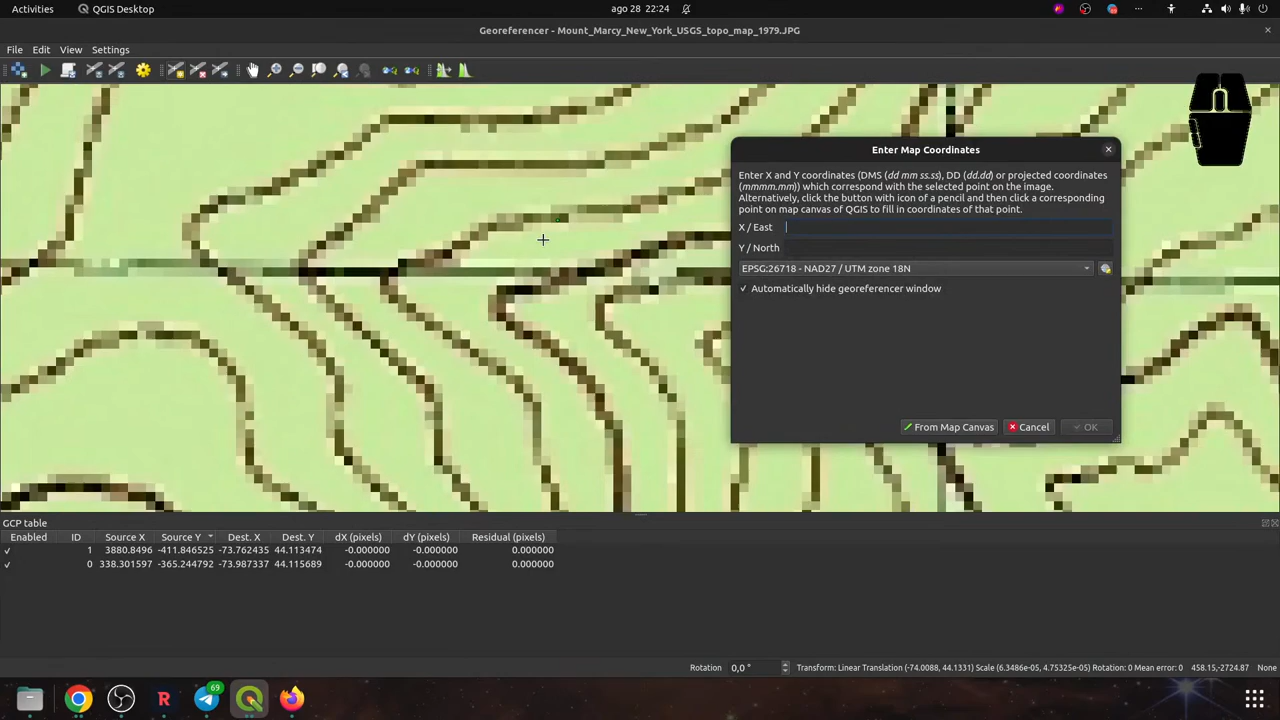 Activities QGIS Desktop ago 28 22:24
Georeferencer - Mount_Marcy_New_York_USGS_topo_map_1979.JPG
File Edit View Settings
Enter Map Coordinates
Enter X and Y coordinates (DMS (dd mm ss.ss), DD (dd.dd) or projected coordinates
(mmmm.mm)) which correspond with the selected point on the image.
Alternatively, click the button with icon of a pencil and then click a corresponding
point on map canvas of QGIS to fill in coordinates of that point.
X / East
Y / North
EPSG:26718 - NAD27 / UTM zone 18N
✓ Automatically hide georeferencer window
From Map Canvas Cancel OK
GCP table
Enabled ID Source X Source Y Dest. X Dest. Y dX (pixels) dY (pixels) Residual (pixels)
✓ 1 3880.8496 -411.846525 -73.762435 44.113474 -0.000000 -0.000000 0.000000
✓ 0 338.301597 -365.244792 -73.987337 44.115689 -0.000000 -0.000000 0.000000
Rotation 0,0 ° Transform: Linear Translation (-74.0088, 44.1331) Scale (6.3486e-05, 4.75325e-05) Rotation: 0 Mean error: 0 458.15,-2724.87 None
69
R